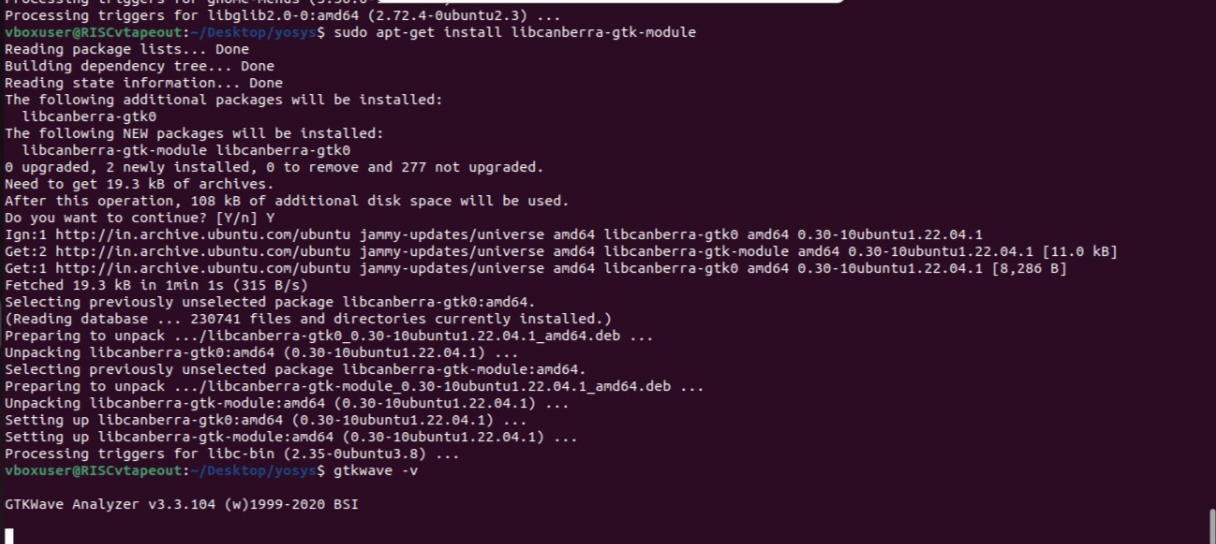 Processing triggers for libglib2.0-0:amd64 (2.72.4-0ubuntu2.3) ...
vboxuser@RISCvtapeout:~/Desktop/yosys$ sudo apt-get install libcanberra-gtk-module
Reading package lists... Done
Building dependency tree... Done
Reading state information... Done
The following additional packages will be installed:
  libcanberra-gtk0
The following NEW packages will be installed:
  libcanberra-gtk-module libcanberra-gtk0
0 upgraded, 2 newly installed, 0 to remove and 277 not upgraded.
Need to get 19.3 kB of archives.
After this operation, 108 kB of additional disk space will be used.
Do you want to continue? [Y/n] Y
Ign:1 http://in.archive.ubuntu.com/ubuntu jammy-updates/universe amd64 libcanberra-gtk0 amd64 0.30-10ubuntu1.22.04.1
Get:2 http://in.archive.ubuntu.com/ubuntu jammy-updates/universe amd64 libcanberra-gtk-module amd64 0.30-10ubuntu1.22.04.1 [11.0 kB]
Get:1 http://in.archive.ubuntu.com/ubuntu jammy-updates/universe amd64 libcanberra-gtk0 amd64 0.30-10ubuntu1.22.04.1 [8,286 B]
Fetched 19.3 kB in 1min 1s (315 B/s)
Selecting previously unselected package libcanberra-gtk0:amd64.
(Reading database ... 230741 files and directories currently installed.)
Preparing to unpack .../libcanberra-gtk0_0.30-10ubuntu1.22.04.1_amd64.deb ...
Unpacking libcanberra-gtk0:amd64 (0.30-10ubuntu1.22.04.1) ...
Selecting previously unselected package libcanberra-gtk-module:amd64.
Preparing to unpack .../libcanberra-gtk-module_0.30-10ubuntu1.22.04.1_amd64.deb ...
Unpacking libcanberra-gtk-module:amd64 (0.30-10ubuntu1.22.04.1) ...
Setting up libcanberra-gtk0:amd64 (0.30-10ubuntu1.22.04.1) ...
Setting up libcanberra-gtk-module:amd64 (0.30-10ubuntu1.22.04.1) ...
Processing triggers for libc-bin (2.35-0ubuntu3.8) ...
vboxuser@RISCvtapeout:~/Desktop/yosys$ gtkwave -v
GTKWave Analyzer v3.3.104 (w)1999-2020 BSI